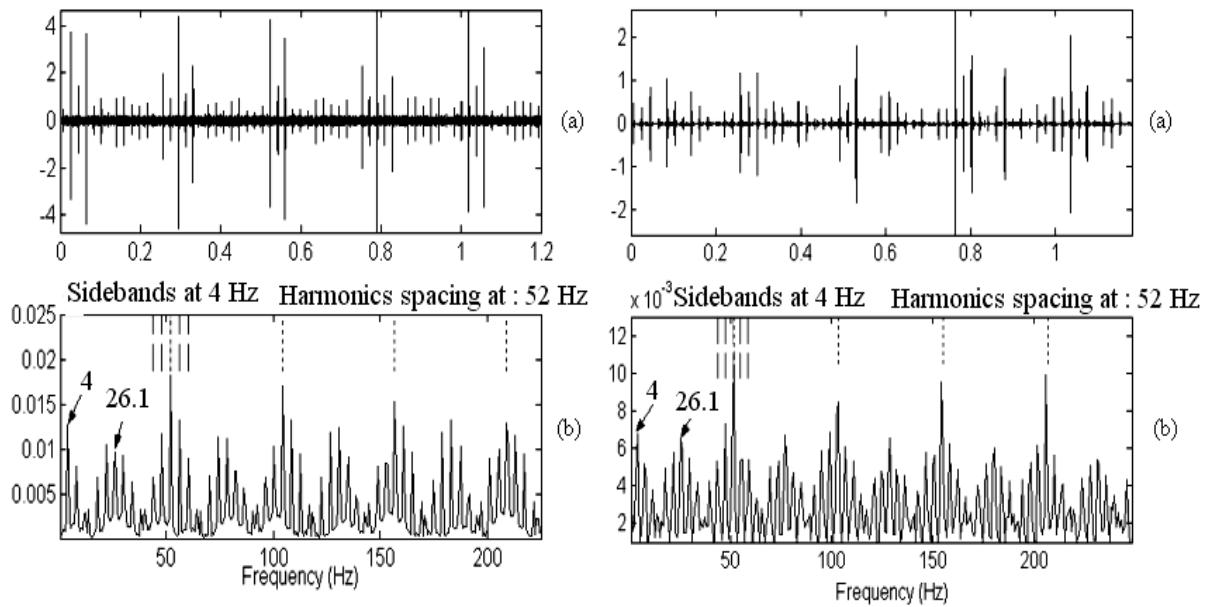 4
2
0
-2
-4
0 0.2 0.4 0.6 0.8 1 1.2
(a)
Sidebands at 4 Hz Harmonics spacing at : 52 Hz
0.025
0.02
0.015
0.01
0.005
4
26.1
(b)
50 100 150 200
Frequency (Hz)
2
1
0
-1
-2
0 0.2 0.4 0.6 0.8 1
(a)
x 10-3 Sidebands at 4 Hz Harmonics spacing at : 52 Hz
12
10
8
6
4
2
4
26.1
(b)
50 100 150 200
Frequency (Hz)